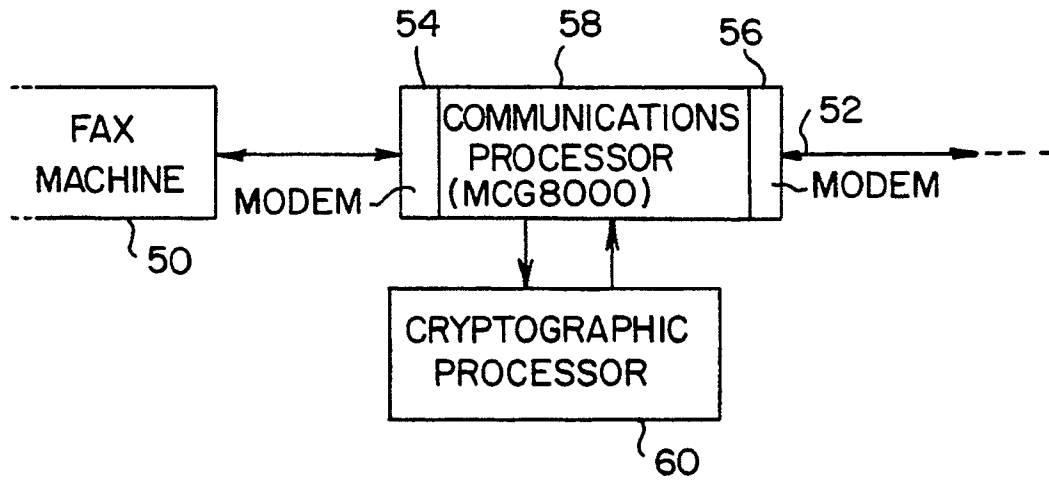 54
58
56
FAX
MACHINE
50
MODEM
COMMUNICATIONS
PROCESSOR
(MCG8000)
52
MODEM
CRYPTOGRAPHIC
PROCESSOR
60